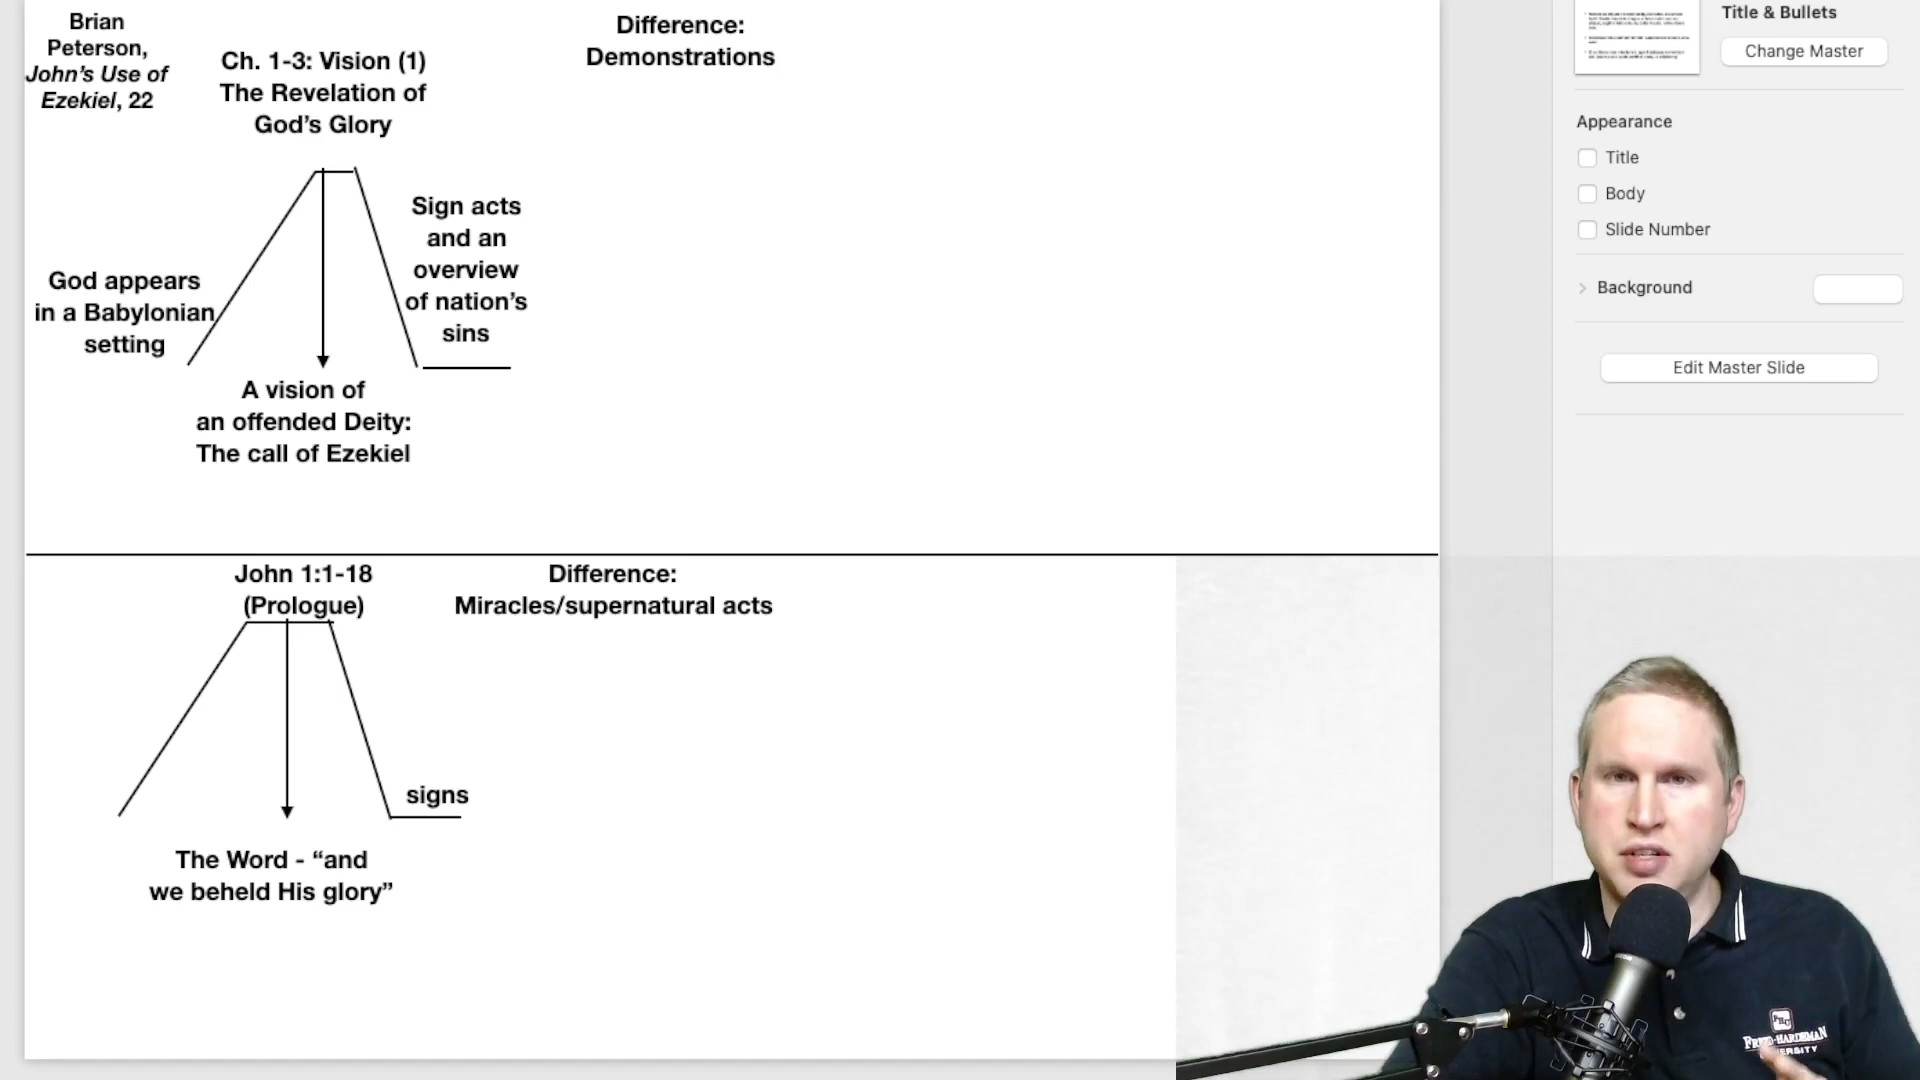 Brian
Peterson,
John’s Use of
Ezekiel, 22
Ch. 1-3: Vision (1)
The Revelation of
God’s Glory
Difference:
Demonstrations
God appears
in a Babylonian
setting
Sign acts
and an
overview
of nation’s
sins
A vision of
an offended Deity:
The call of Ezekiel
John 1:1-18
(Prologue)
Difference:
Miracles/supernatural acts
signs
The Word - “and
we beheld His glory”
Title & Bullets
Change Master
Appearance
Title
Body
Slide Number
Background
Edit Master Slide